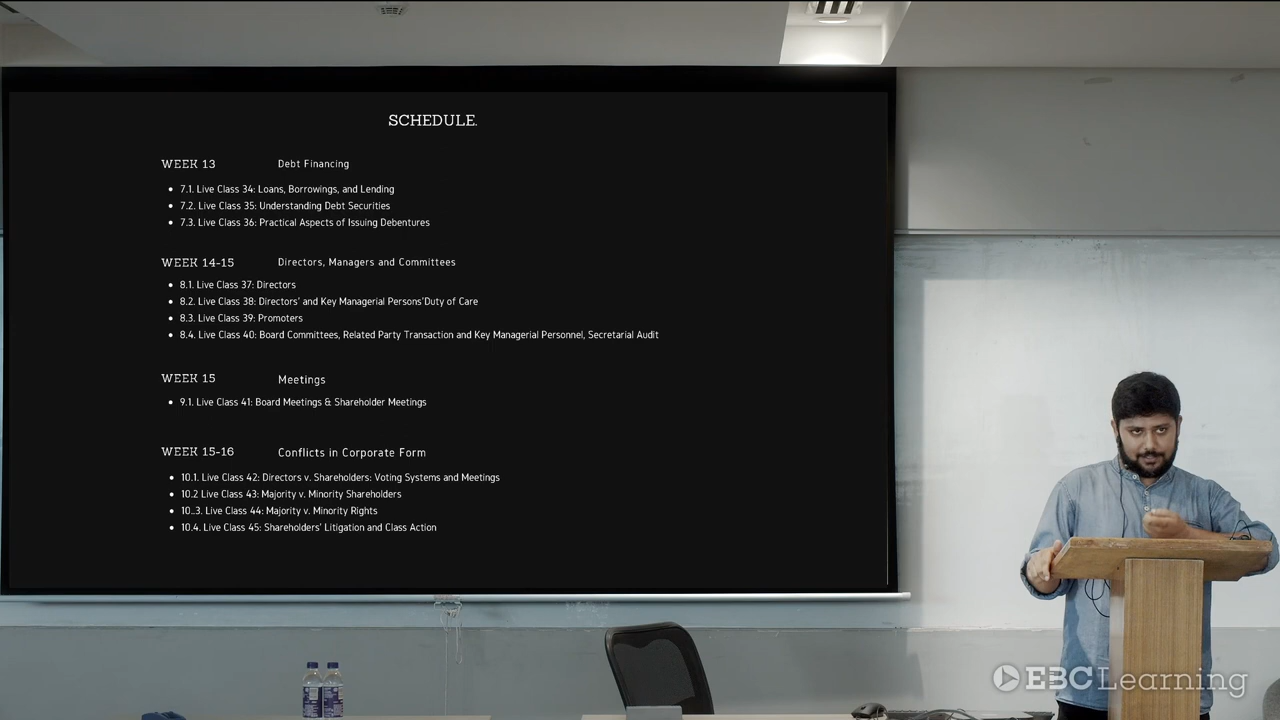 SCHEDULE.
WEEK 13 Debt Financing
• 7.1. Live Class 34: Loans, Borrowings, and Lending
• 7.2. Live Class 35: Understanding Debt Securities
• 7.3. Live Class 36: Practical Aspects of Issuing Debentures
WEEK 14-15 Directors, Managers and Committees
• 8.1. Live Class 37: Directors
• 8.2. Live Class 38: Directors' and Key Managerial Persons'Duty of Care
• 8.3. Live Class 39: Promoters
• 8.4. Live Class 40: Board Committees, Related Party Transaction and Key Managerial Personnel, Secretarial Audit
WEEK 15 Meetings
• 9.1. Live Class 41: Board Meetings & Shareholder Meetings
WEEK 15-16 Conflicts in Corporate Form
• 10.1. Live Class 42: Directors v. Shareholders: Voting Systems and Meetings
• 10.2 Live Class 43: Majority v. Minority Shareholders
• 10..3. Live Class 44: Majority v. Minority Rights
• 10.4. Live Class 45: Shareholders' Litigation and Class Action
EBC Learning